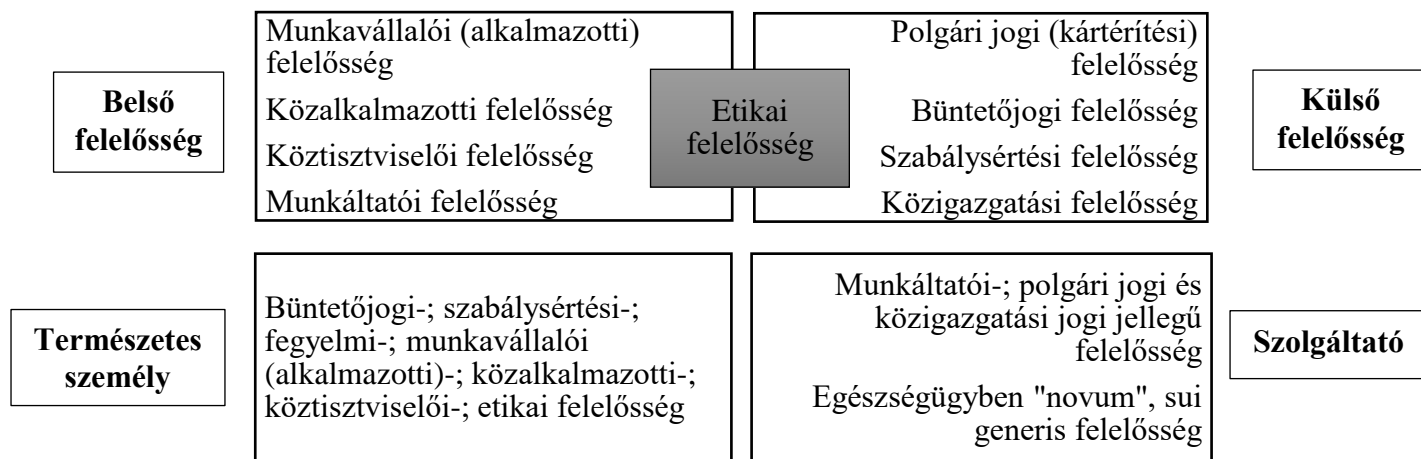 Belső
felelősség
Munkavállalói (alkalmazotti)
felelősség
Közalkalmazotti felelősség
Köztisztviselői felelősség
Munkáltatói felelősség
Etikai
felelősség
Polgári jogi (kártérítési)
felelősség
Büntetőjogi felelősség
Szabálysértési felelősség
Közigazgatási felelősség
Külső
felelősség
Természetes
személy
Büntetőjogi-; szabálysértési-;
fegyelmi-; munkavállalói
(alkalmazotti)-; közalkalmazotti-;
köztisztviselői-; etikai felelősség
Munkáltatói-; polgári jogi és
közigazgatási jogi jellegű
felelősség
Egészségügyben "novum", sui
generis felelősség
Szolgáltató